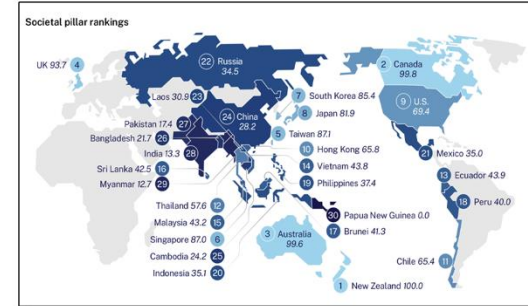 Societal pillar rankings
22 Russia
34.5
UK 93.7 4
2 Canada
99.8
Laos 30.9 23
7 South Korea 85.4
8 Japan 81.9
9 U.S.
69.4
24 China
28.2
Pakistan 17.4 27
5 Taiwan 87.1
Bangladesh 21.7 26
10 Hong Kong 65.8
India 13.3 28
14 Vietnam 43.8
21 Mexico 35.0
Sri Lanka 42.5 16
19 Philippines 37.4
Myanmar 12.7 29
13 Ecuador 43.9
Thailand 57.6 12
30 Papua New Guinea 0.0
18 Peru 40.0
Malaysia 43.2 15
17 Brunei 41.3
Singapore 87.0 6
3 Australia
99.6
Cambodia 24.2 25
Chile 65.4 11
Indonesia 35.1 20
1 New Zealand 100.0